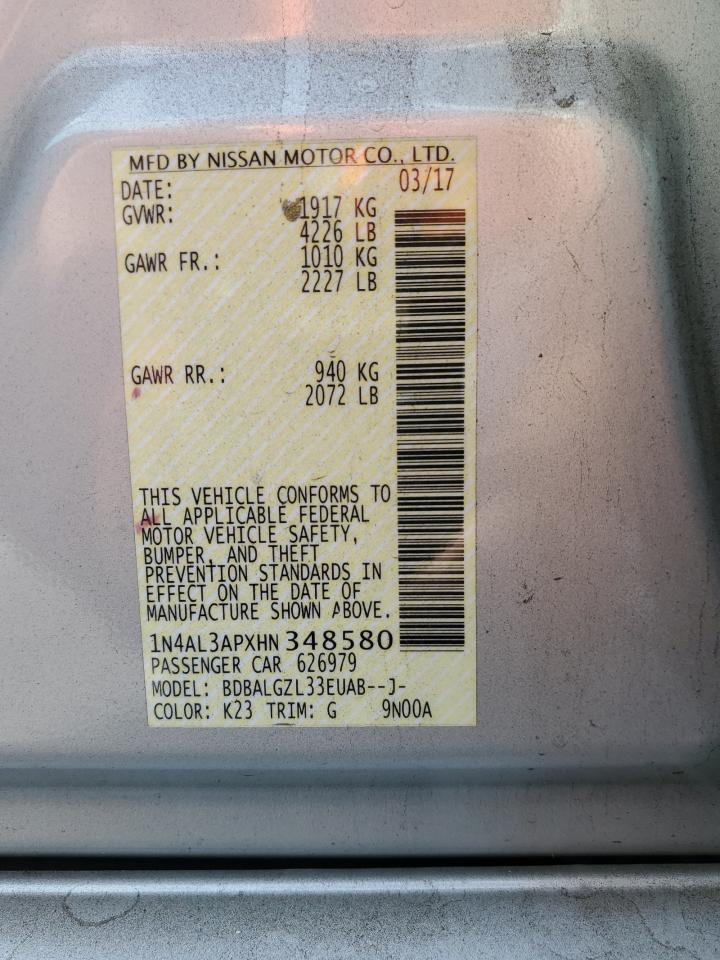 MFD BY NISSAN MOTOR CO., LTD.
DATE: 03/17
GVWR: 1917 KG
4226 LB
GAWR FR.: 1010 KG
2227 LB
GAWR RR.: 940 KG
2072 LB
THIS VEHICLE CONFORMS TO
ALL APPLICABLE FEDERAL
MOTOR VEHICLE SAFETY,
BUMPER, AND THEFT
PREVENTION STANDARDS IN
EFFECT ON THE DATE OF
MANUFACTURE SHOWN ABOVE.
1N4AL3APXHN348580
PASSENGER CAR 626979
MODEL: BDBALGZL33EUAB--J-
COLOR: K23 TRIM: G 9N00A